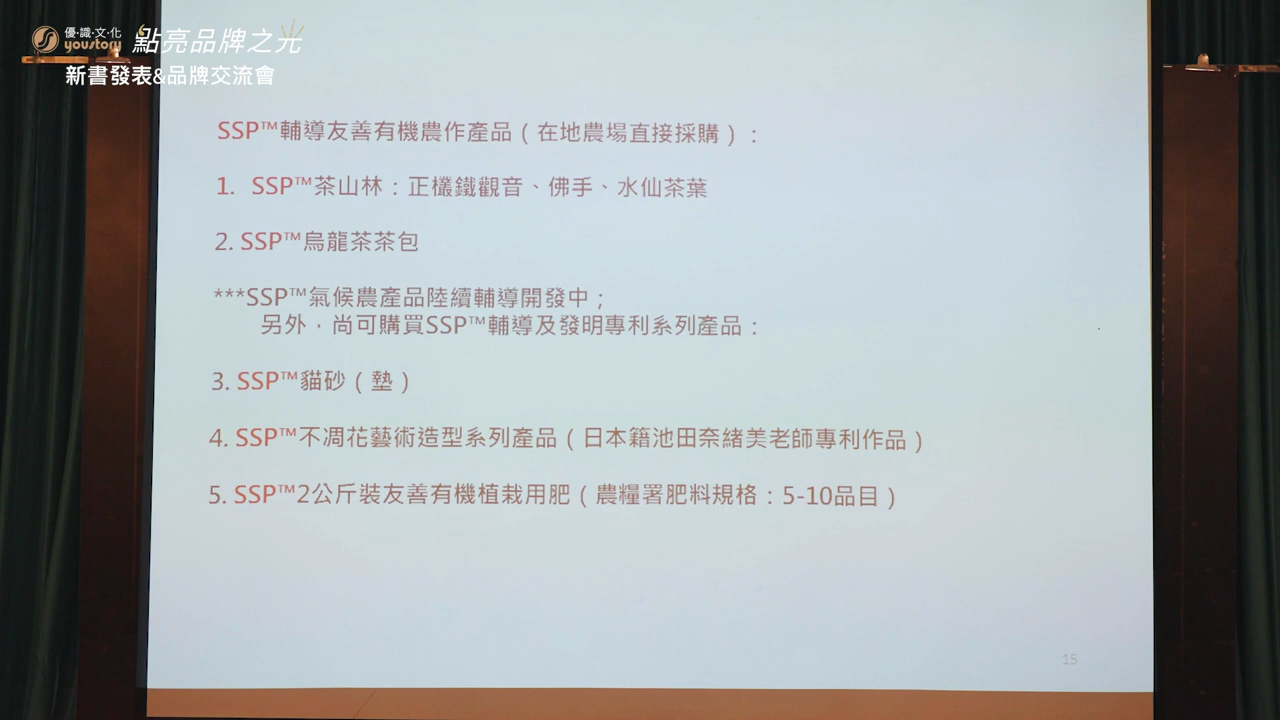 優·識·文·化
youstory
點亮品牌之光
新書發表&品牌交流會
SSP™輔導友善有機農作產品（在地農場直接採購）：
1. SSP™茶山林：正欉鐵觀音、佛手、水仙茶葉
2. SSP™烏龍茶茶包
***SSP™氣候農產品陸續輔導開發中；
另外，尚可購買SSP™輔導及發明專利系列產品：
3. SSP™貓砂（墊）
4. SSP™不凋花藝術造型系列產品（日本籍池田奈緒美老師專利作品）
5. SSP™2公斤裝友善有機植栽用肥（農糧署肥料規格：5-10品目）
15